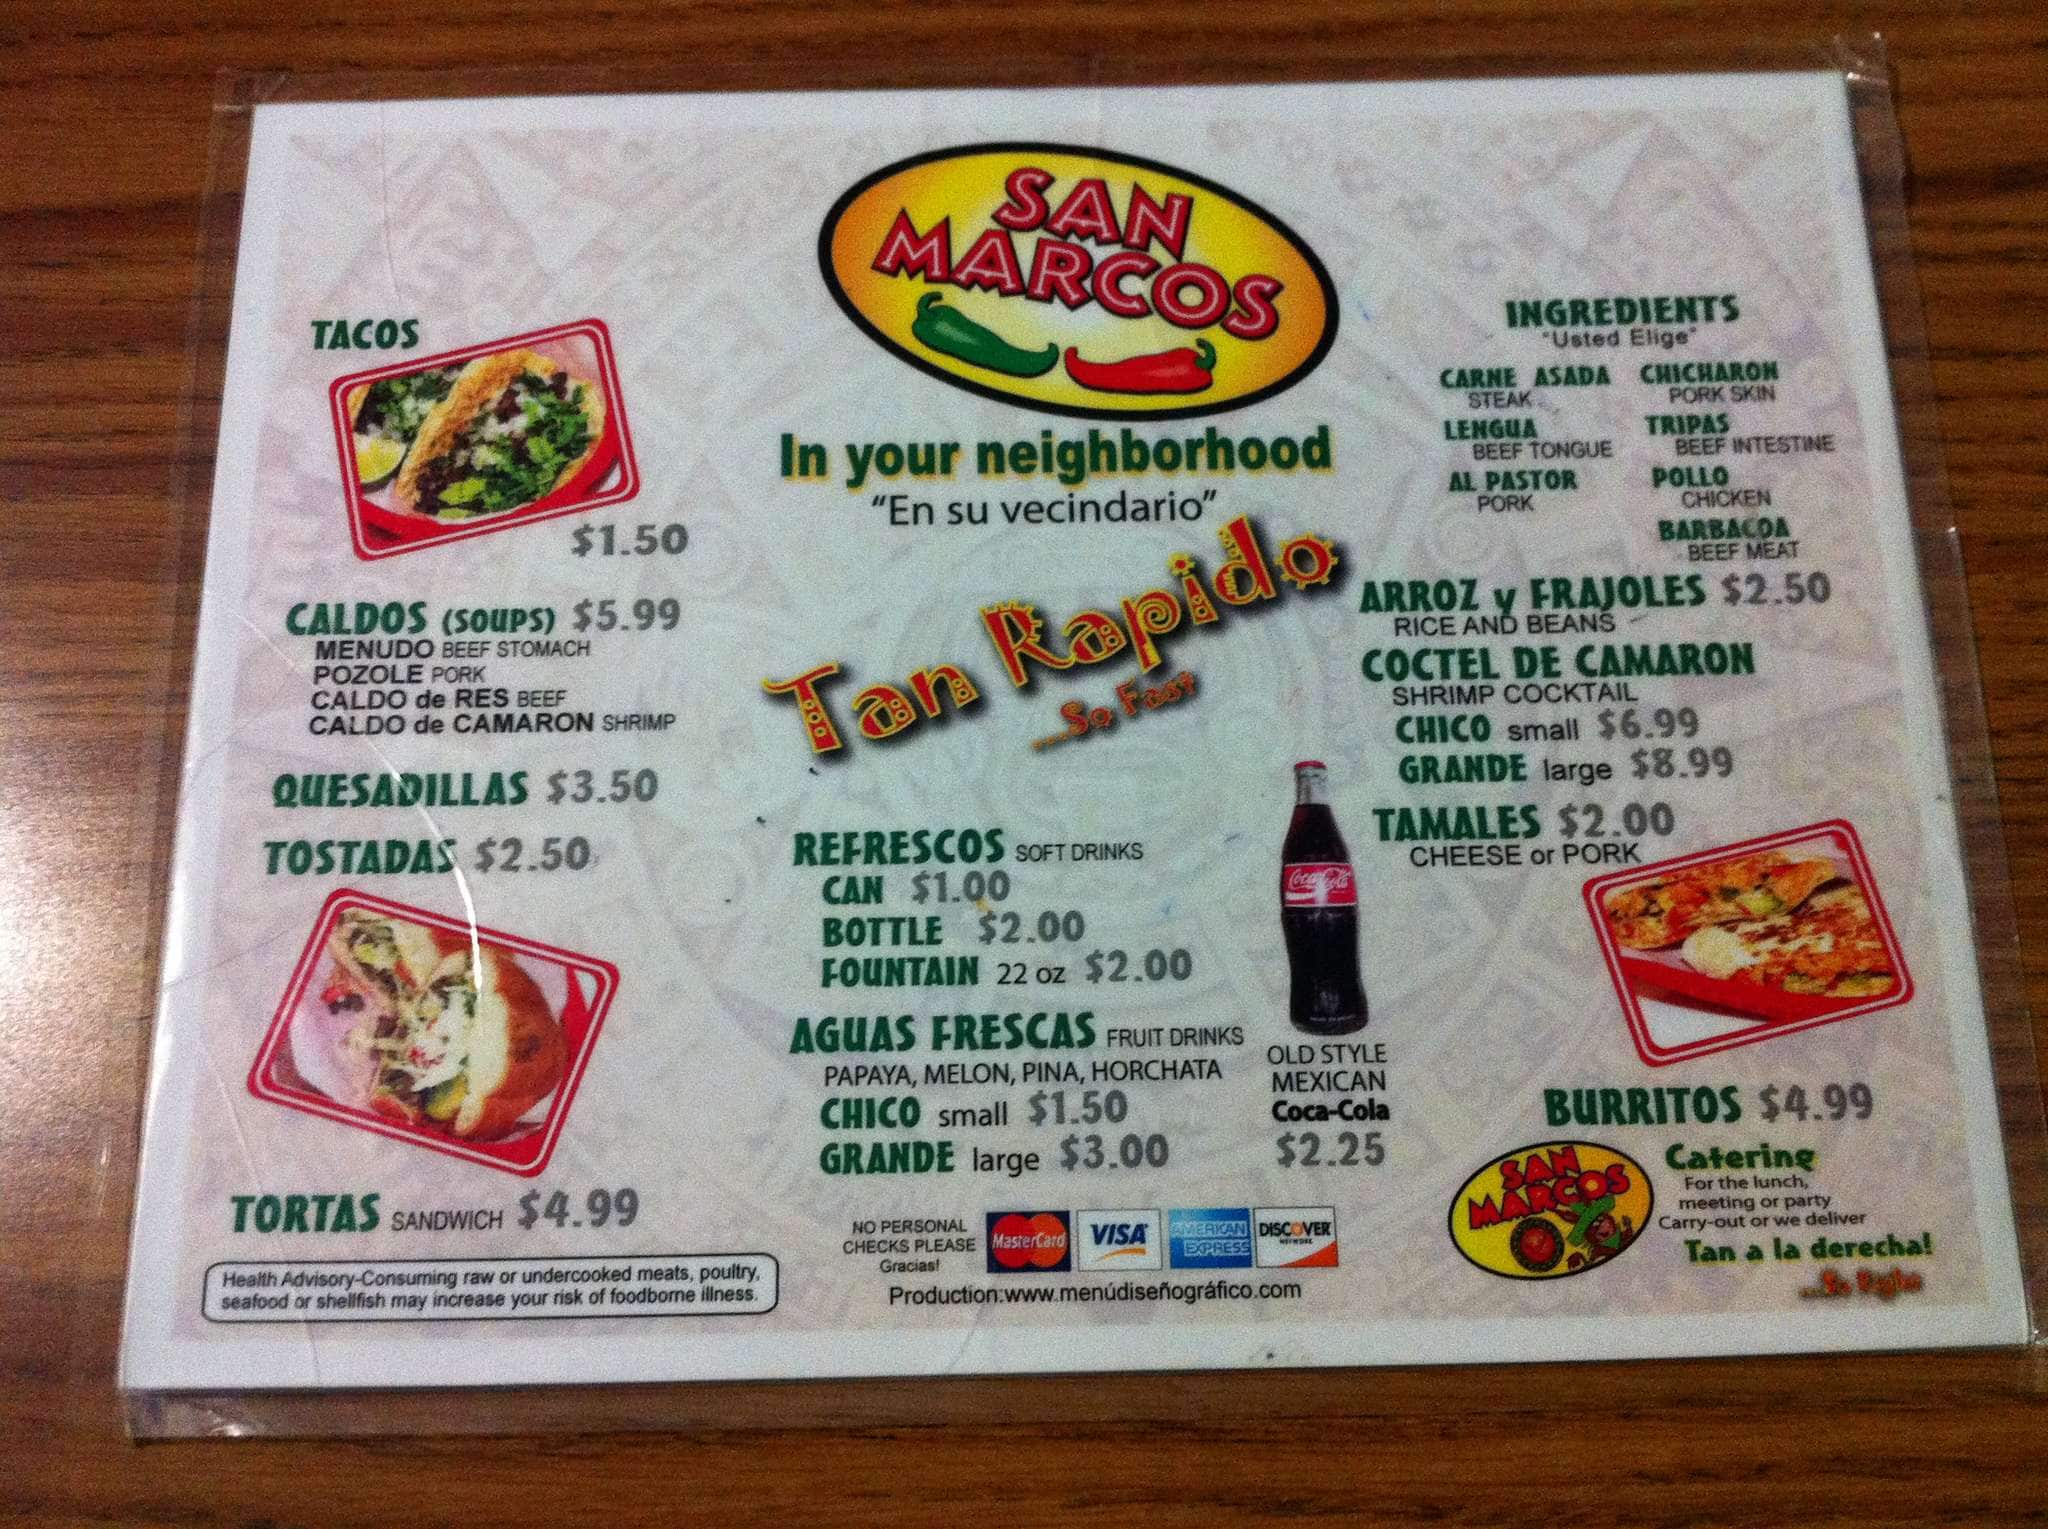 SAN
MARCOS
In your neighborhood
"En su vecindario"
Tan Rapido
...So Fast
TACOS
$1.50
CALDOS (SOUPS) $5.99
MENUDO BEEF STOMACH
POZOLE PORK
CALDO de RES BEEF
CALDO de CAMARON SHRIMP
QUESADILLAS $3.50
TOSTADAS $2.50
TORTAS SANDWICH $4.99
Health Advisory-Consuming raw or undercooked meats, poultry,
seafood or shellfish may increase your risk of foodborne illness.
REFRESCOS SOFT DRINKS
CAN $1.00
BOTTLE $2.00
FOUNTAIN 22 oz $2.00
AGUAS FRESCAS FRUIT DRINKS
PAPAYA, MELON, PINA, HORCHATA
CHICO small $1.50
GRANDE large $3.00
Coca-Cola
OLD STYLE
MEXICAN
Coca-Cola
$2.25
NO PERSONAL
CHECKS PLEASE
Gracias!
MasterCard
VISA
AMERICAN
EXPRESS
DISCOVER
NETWORK
Production:www.menúdiseñográfico.com
INGREDIENTS
"Usted Elige"
CARNE ASADA
STEAK
LENGUA
BEEF TONGUE
AL PASTOR
PORK
CHICHARON
PORK SKIN
TRIPAS
BEEF INTESTINE
POLLO
CHICKEN
BARBACOA
BEEF MEAT
ARROZ y FRAJOLES $2.50
RICE AND BEANS
COCTEL DE CAMARON
SHRIMP COCKTAIL
CHICO small $6.99
GRANDE large $8.99
TAMALES $2.00
CHEESE or PORK
BURRITOS $4.99
SAN
MARCOS
Catering
For the lunch,
meeting or party
Carry-out or we deliver
Tan a la derecha!
...So Right